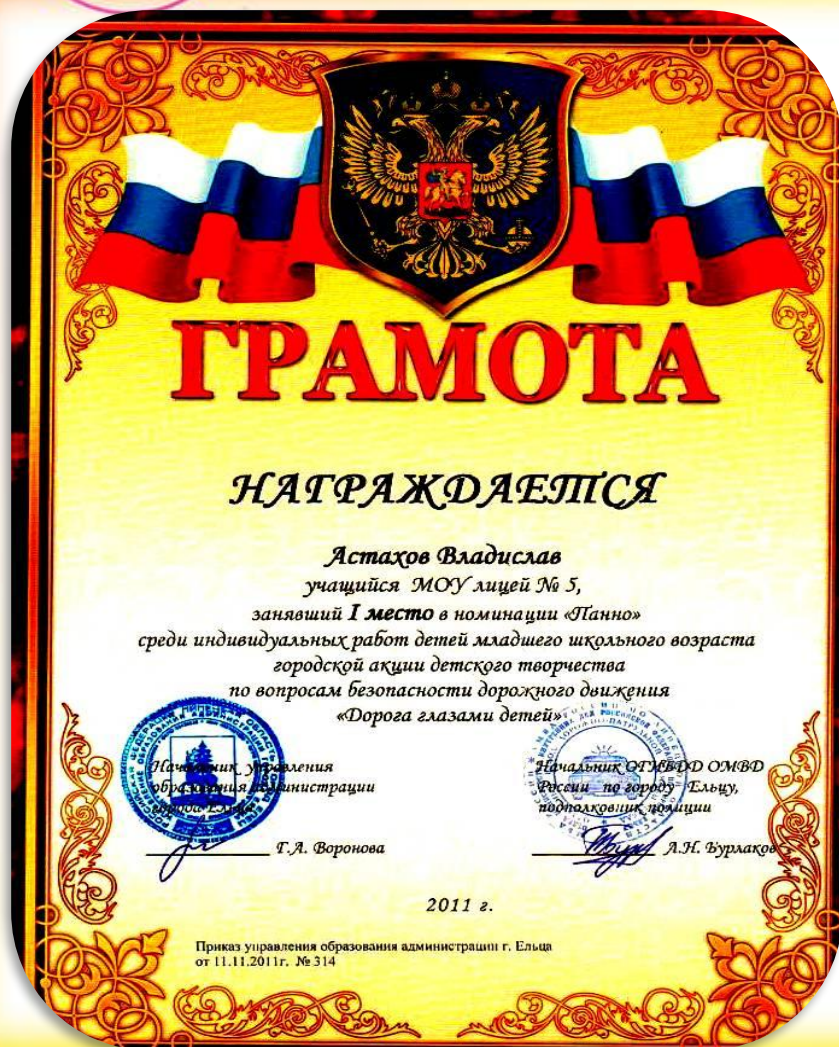 ГРАМОТА
НАГРАЖДАЕТСЯ
Астахов Владислав
учащийся МОУ лицей № 5,
занявший I место в номинации «Панно»
среди индивидуальных работ детей младшего школьного возраста
городской акции детского творчества
по вопросам безопасности дорожного движения
«Дорога глазами детей»
Начальник управления
образования администрации
города Ельца
Г.А. Воронова
Начальник ОГИБДД ОМВД
России по городу Ельцу,
подполковник полиции
А.Н. Бурлаков
2011 г.
Приказ управления образования администрации г. Ельца
от 11.11.2011г. № 314